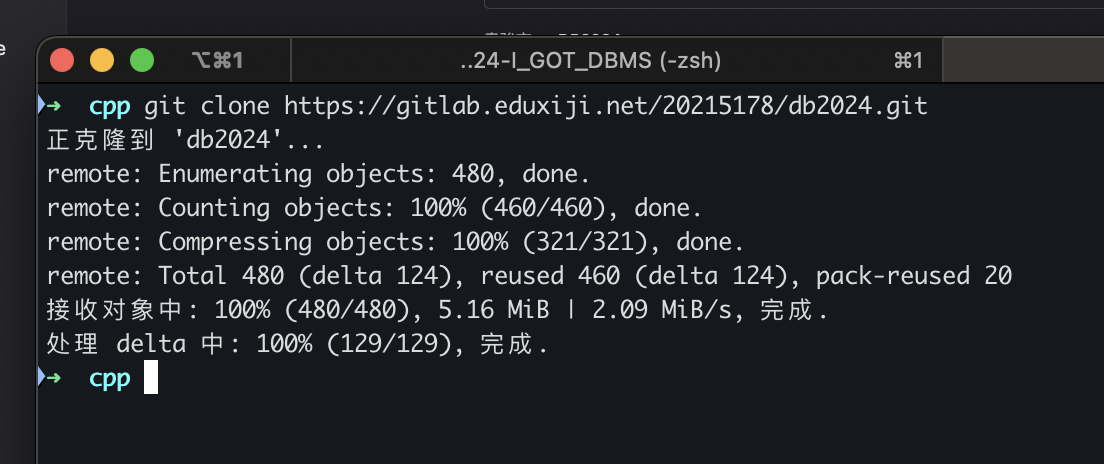 e
⌥⌘1
..24-I_GOT_DBMS (-zsh)
⌘1
➜ cpp git clone https://gitlab.eduxiji.net/20215178/db2024.git
正克隆到 'db2024'...
remote: Enumerating objects: 480, done.
remote: Counting objects: 100% (460/460), done.
remote: Compressing objects: 100% (321/321), done.
remote: Total 480 (delta 124), reused 460 (delta 124), pack-reused 20
接收对象中: 100% (480/480), 5.16 MiB | 2.09 MiB/s, 完成.
处理 delta 中: 100% (129/129), 完成.
➜ cpp